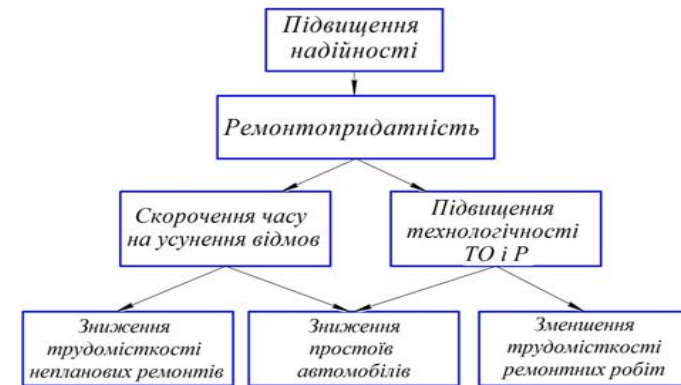 Підвищення
надійності
Ремонтопридатність
Скорочення часу
на усунення відмов
Підвищення
технологічності
ТО і Р
Зниження
трудомісткості
непланових ремонтів
Зниження
простоїв
автомобілів
Зменшення
трудомісткості
ремонтних робіт